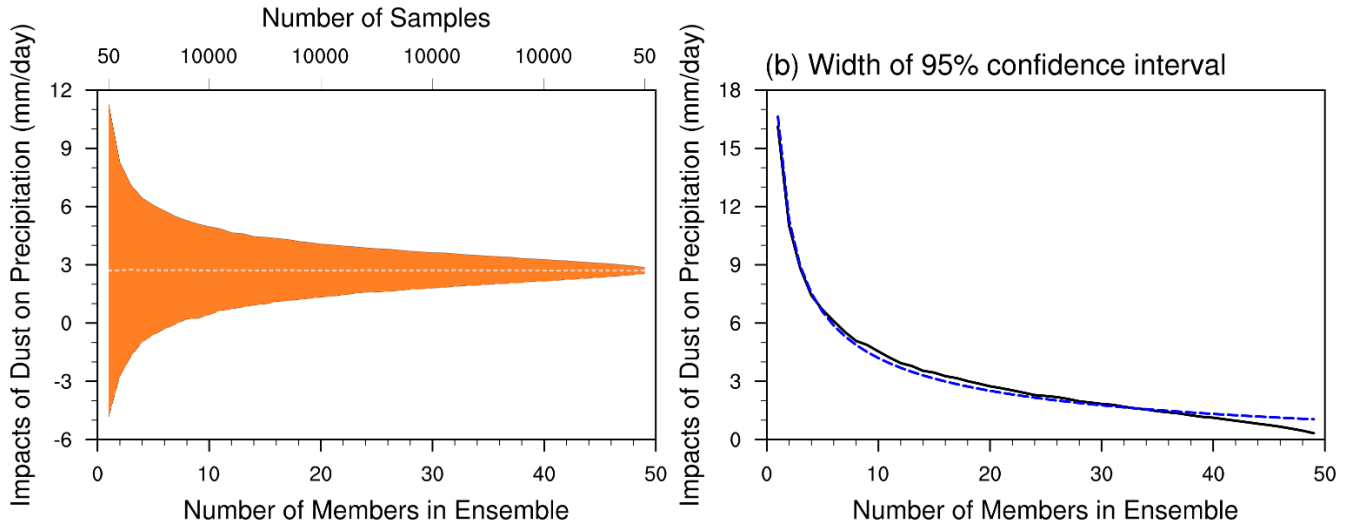 Number of Samples
50 10000 10000 10000 10000 50
Impacts of Dust on Precipitation (mm/day)
12
9
6
3
0
-3
-6
0 10 20 30 40 50
Number of Members in Ensemble
(b) Width of 95% confidence interval
Impacts of Dust on Precipitation (mm/day)
18
15
12
9
6
3
0
0 10 20 30 40 50
Number of Members in Ensemble